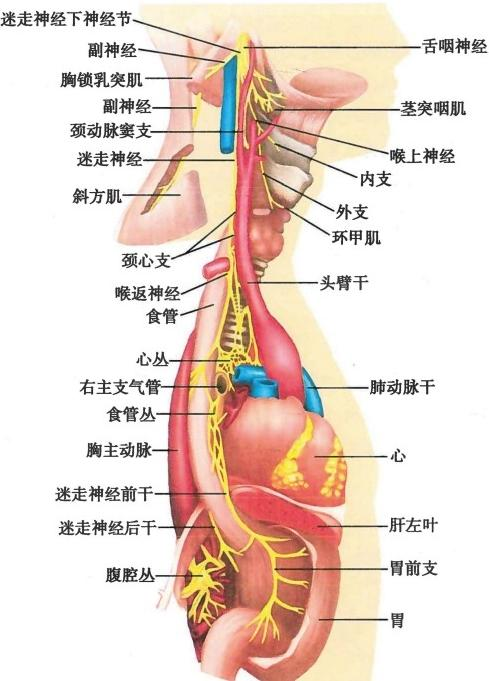 迷走神经下神经节
副神经
舌咽神经
胸锁乳突肌
副神经
茎突咽肌
颈动脉窦支
迷走神经
喉上神经
内支
斜方肌
外支
环甲肌
颈心支
喉返神经
头臂干
食管
心丛
右主支气管
肺动脉干
食管丛
胸主动脉
心
迷走神经前干
迷走神经后干
肝左叶
腹腔丛
胃前支
胃